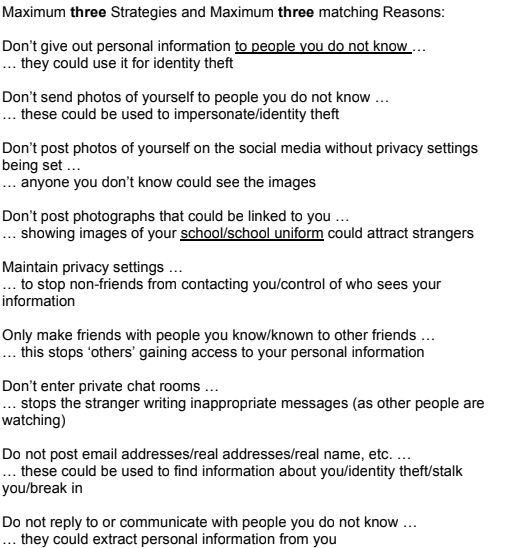 Maximum three Strategies and Maximum three matching Reasons:
Don’t give out personal information to people you do not know …
… they could use it for identity theft
Don’t send photos of yourself to people you do not know …
… these could be used to impersonate/identity theft
Don’t post photos of yourself on the social media without privacy settings
being set …
… anyone you don’t know could see the images
Don’t post photographs that could be linked to you …
… showing images of your school/school uniform could attract strangers
Maintain privacy settings …
… to stop non-friends from contacting you/control of who sees your
information
Only make friends with people you know/known to other friends …
… this stops ‘others’ gaining access to your personal information
Don’t enter private chat rooms …
… stops the stranger writing inappropriate messages (as other people are
watching)
Do not post email addresses/real addresses/real name, etc. …
… these could be used to find information about you/identity theft/stalk
you/break in
Do not reply to or communicate with people you do not know …
… they could extract personal information from you